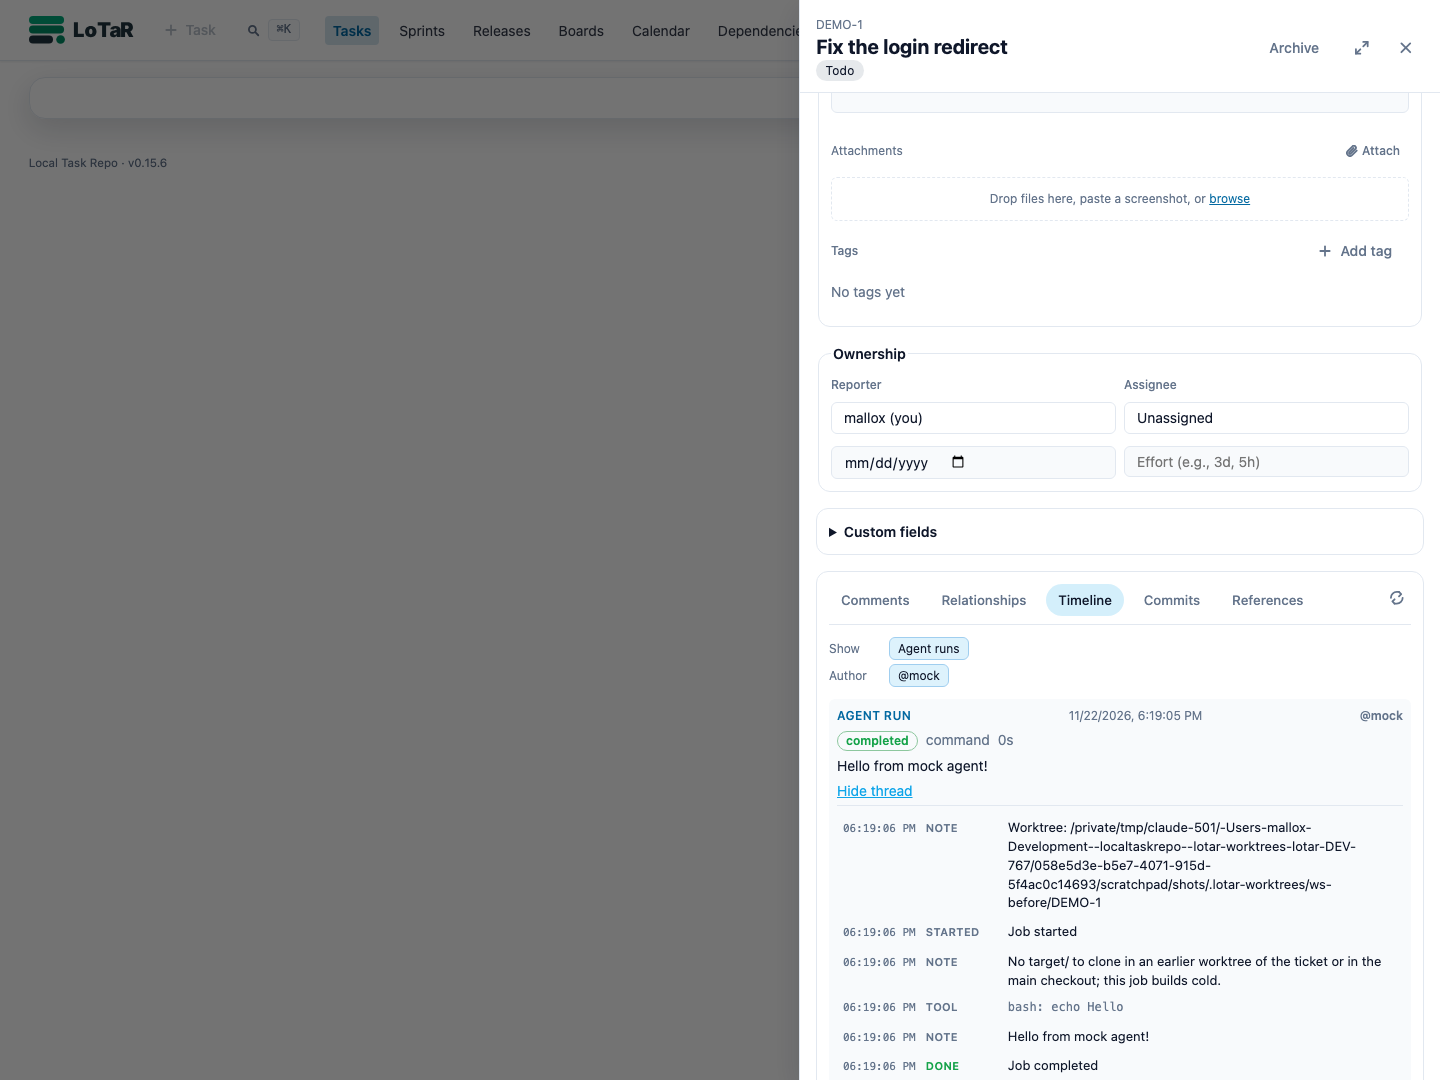 LoTaR
+ Task
⌘K
Tasks
Sprints
Releases
Boards
Calendar
Dependencie
Local Task Repo · v0.15.6
DEMO-1
Fix the login redirect
Todo
Archive
Attachments
Attach
Drop files here, paste a screenshot, or browse
Tags
+ Add tag
No tags yet
Ownership
Reporter
Assignee
mallox (you)
Unassigned
mm/dd/yyyy
Effort (e.g., 3d, 5h)
Custom fields
Comments
Relationships
Timeline
Commits
References
Show
Agent runs
Author
@mock
AGENT RUN
11/22/2026, 6:19:05 PM
@mock
completed
command
0s
Hello from mock agent!
Hide thread
06:19:06 PM NOTE
Worktree: /private/tmp/claude-501/-Users-mallox-
Development--localtaskrepo--lotar-worktrees-lotar-DEV-
767/058e5d3e-b5e7-4071-915d-
5f4ac0c14693/scratchpad/shots/.lotar-worktrees/ws-
before/DEMO-1
06:19:06 PM STARTED Job started
06:19:06 PM NOTE No target/ to clone in an earlier worktree of the ticket or in the
main checkout; this job builds cold.
06:19:06 PM TOOL bash: echo Hello
06:19:06 PM NOTE Hello from mock agent!
06:19:06 PM DONE Job completed